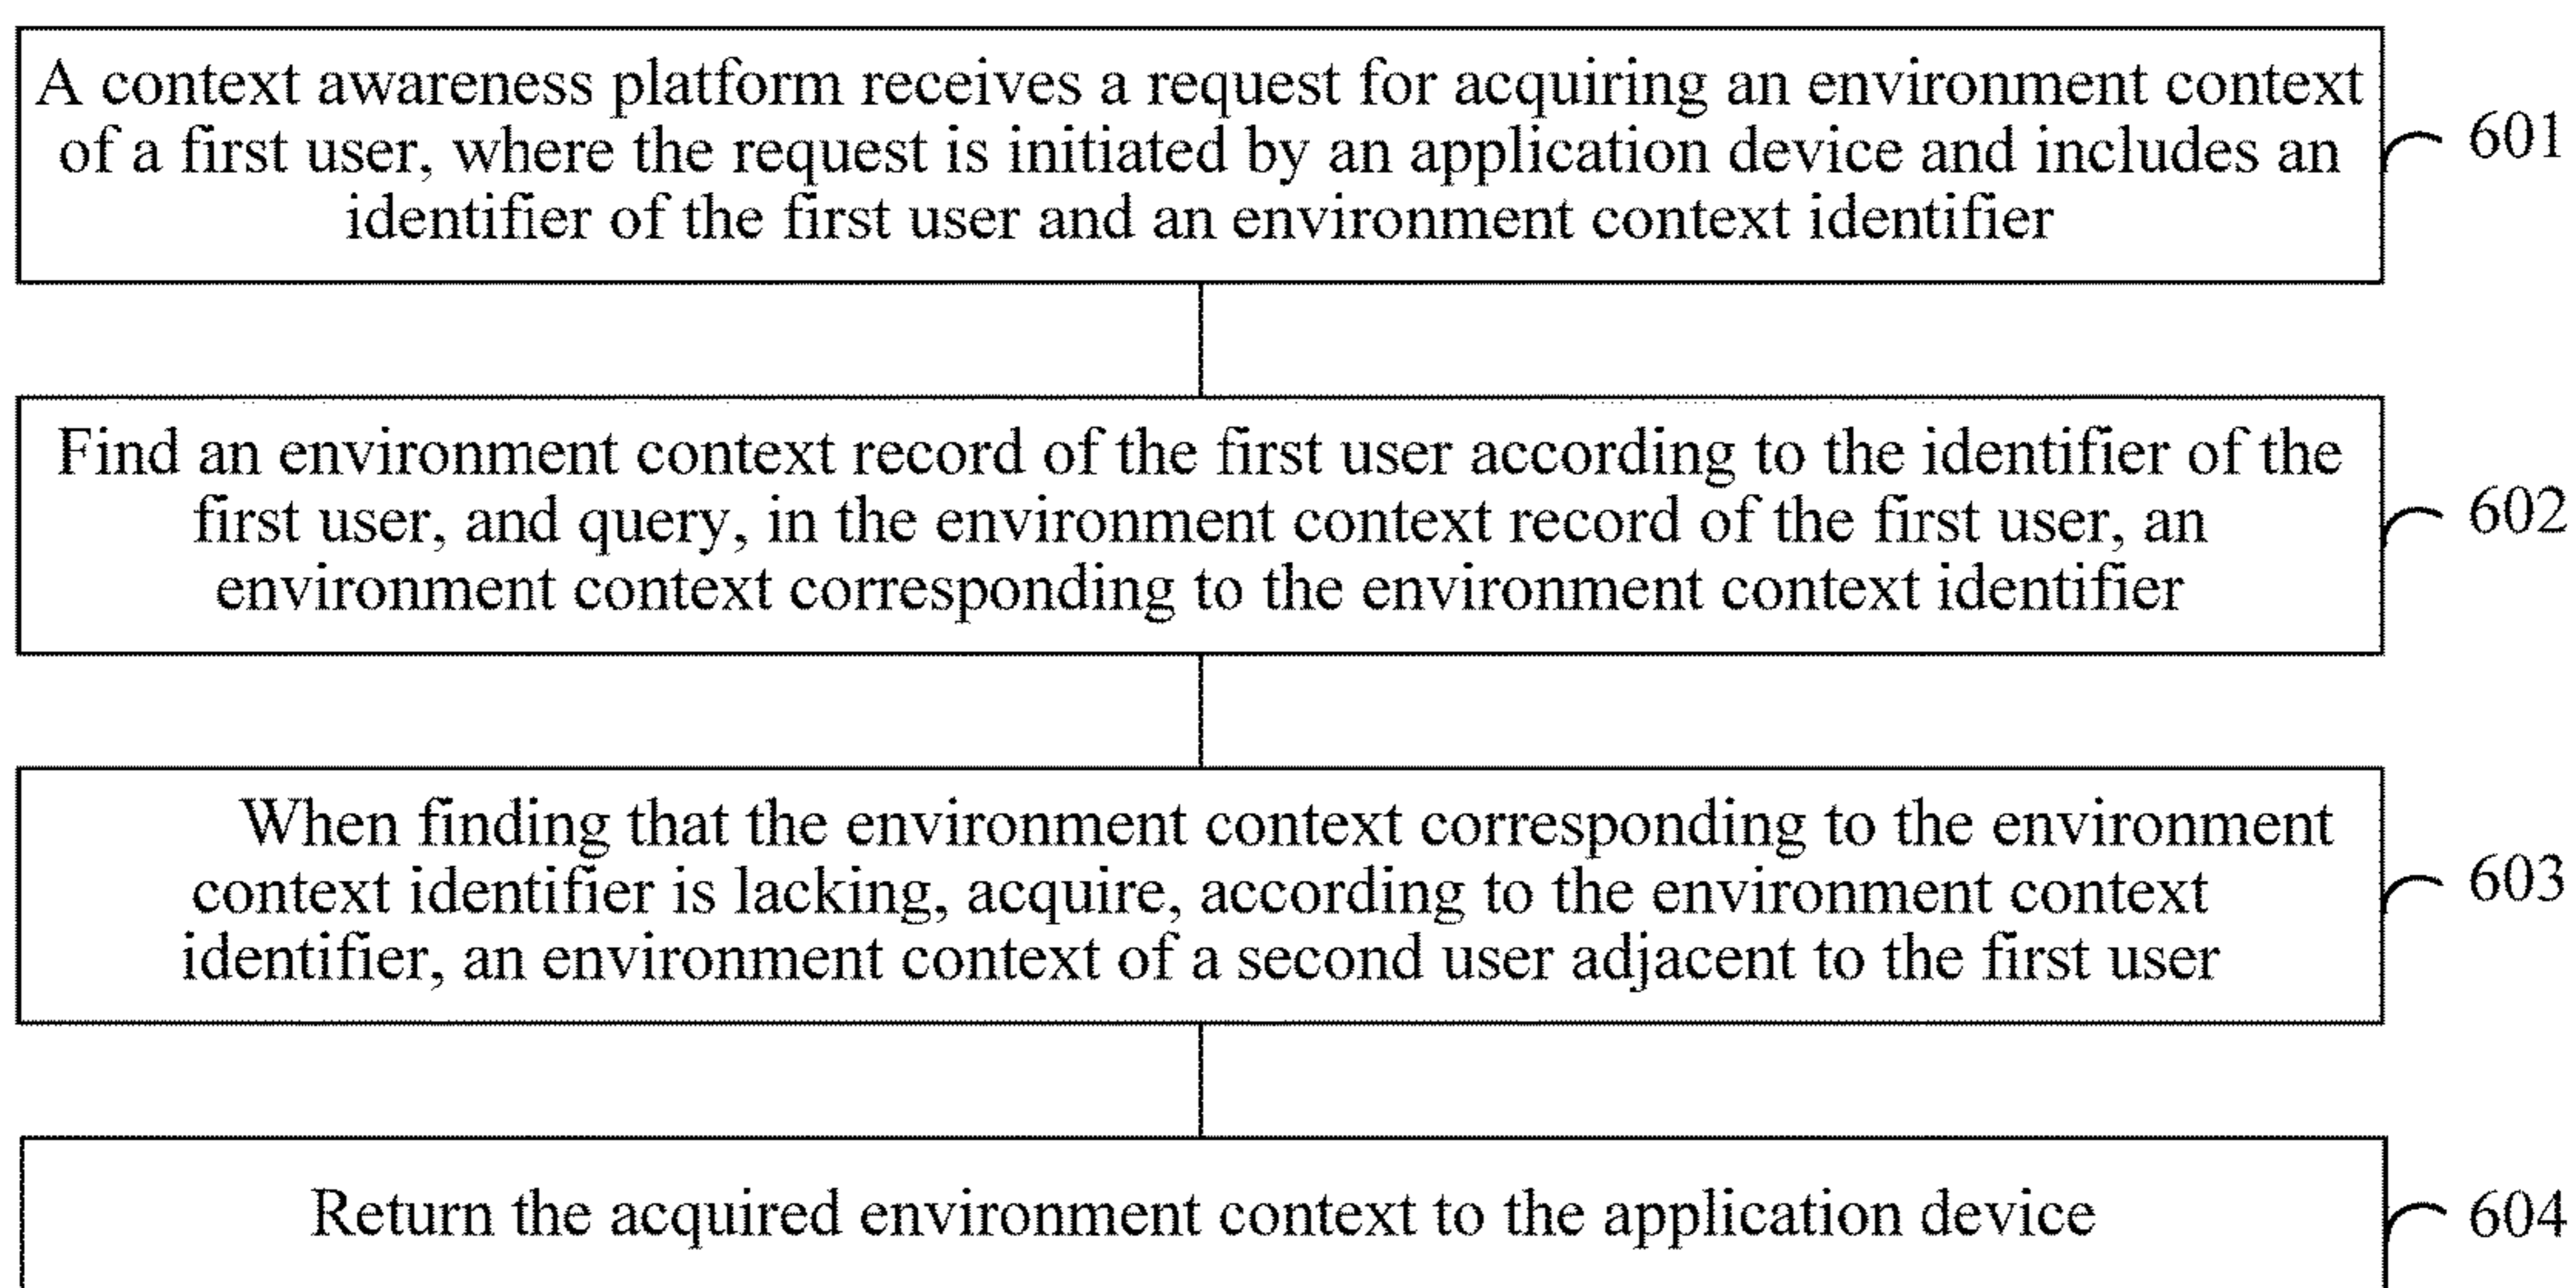 A context awareness platform receives a request for acquiring an environment context
of a first user, where the request is initiated by an application device and includes an
identifier of the first user and an environment context identifier
601
Find an environment context record of the first user according to the identifier of the
first user, and query, in the environment context record of the first user, an
environment context corresponding to the environment context identifier
602
When finding that the environment context corresponding to the environment
context identifier is lacking, acquire, according to the environment context
identifier, an environment context of a second user adjacent to the first user
603
Return the acquired environment context to the application device
604